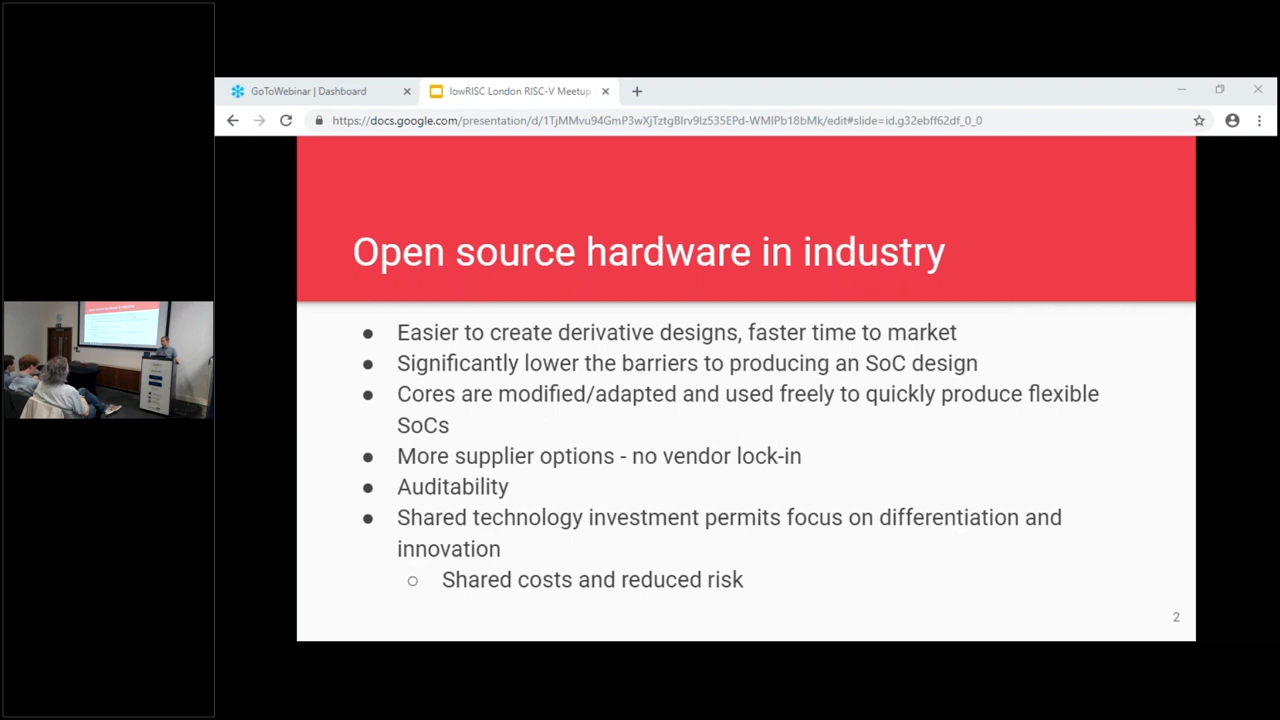 GoToWebinar | Dashboard
lowRISC London RISC-V Meetup
https://docs.google.com/presentation/d/1TjMMvu94GmP3wXjTztgBlrv9lz535EPd-WMlPb18bMk/edit#slide=id.g32ebff62df_0_0
Open source hardware in industry
● Easier to create derivative designs, faster time to market
● Significantly lower the barriers to producing an SoC design
● Cores are modified/adapted and used freely to quickly produce flexible
SoCs
● More supplier options - no vendor lock-in
● Auditability
● Shared technology investment permits focus on differentiation and
innovation
○ Shared costs and reduced risk
2